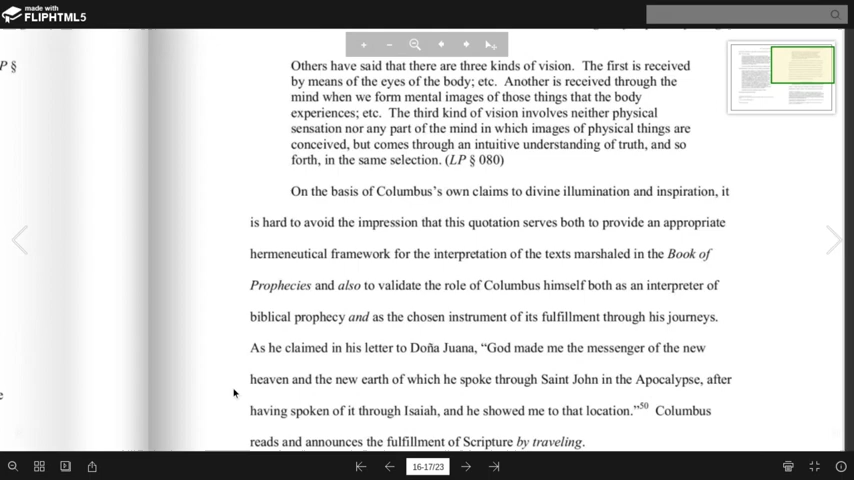 made with
FLIPHTML5
P §
Others have said that there are three kinds of vision. The first is received
by means of the eyes of the body; etc. Another is received through the
mind when we form mental images of those things that the body
experiences; etc. The third kind of vision involves neither physical
sensation nor any part of the mind in which images of physical things are
conceived, but comes through an intuitive understanding of truth, and so
forth, in the same selection. (LP § 080)
On the basis of Columbus’s own claims to divine illumination and inspiration, it
is hard to avoid the impression that this quotation serves both to provide an appropriate
hermeneutical framework for the interpretation of the texts marshaled in the Book of
Prophecies and also to validate the role of Columbus himself both as an interpreter of
biblical prophecy and as the chosen instrument of its fulfillment through his journeys.
As he claimed in his letter to Doña Juana, “God made me the messenger of the new
heaven and the new earth of which he spoke through Saint John in the Apocalypse, after
having spoken of it through Isaiah, and he showed me to that location.”50 Columbus
reads and announces the fulfillment of Scripture by traveling.
16-17/23